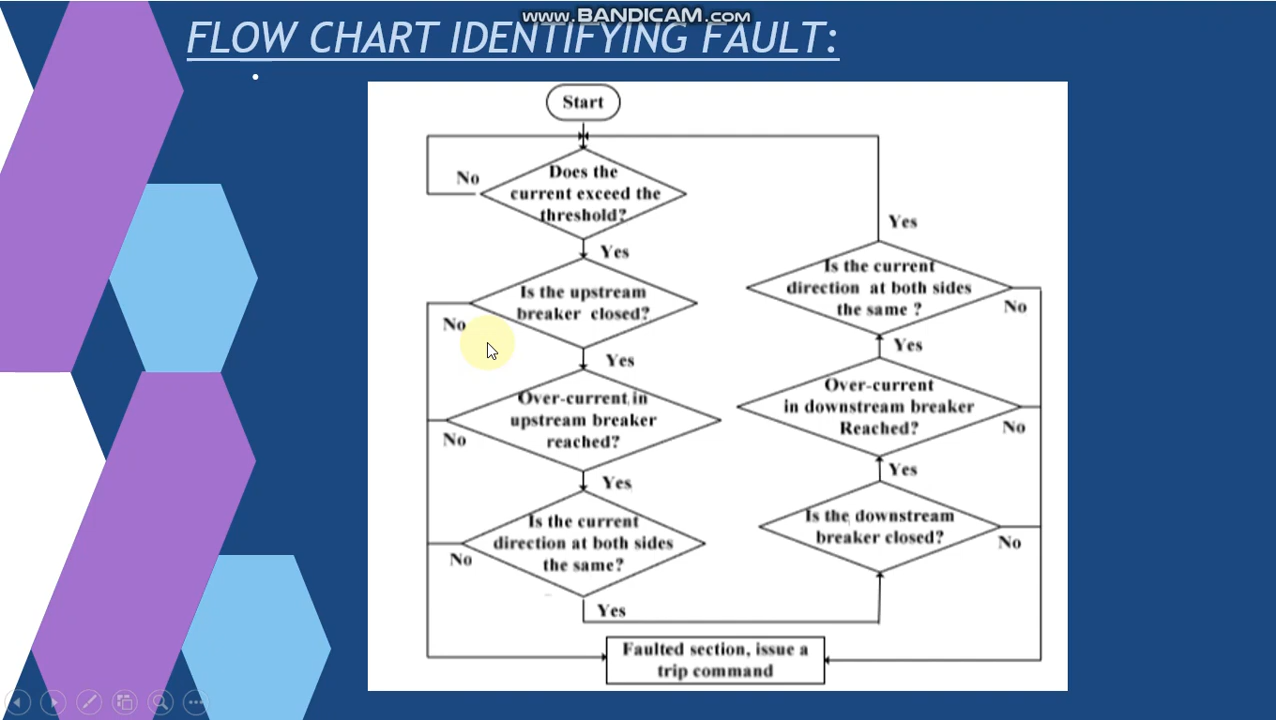 www.BANDICAM.com
FLOW CHART IDENTIFYING FAULT:
Start
Does the
current exceed the
threshold?
No
Yes
Is the upstream
breaker closed?
No
Yes
Over-current in
upstream breaker
reached?
No
Yes
Is the current
direction at both sides
the same?
No
Yes
Is the downstream
breaker closed?
No
Yes
Over-current
in downstream breaker
Reached?
No
Yes
Is the current
direction at both sides
the same ?
No
Yes
Faulted section, issue a
trip command